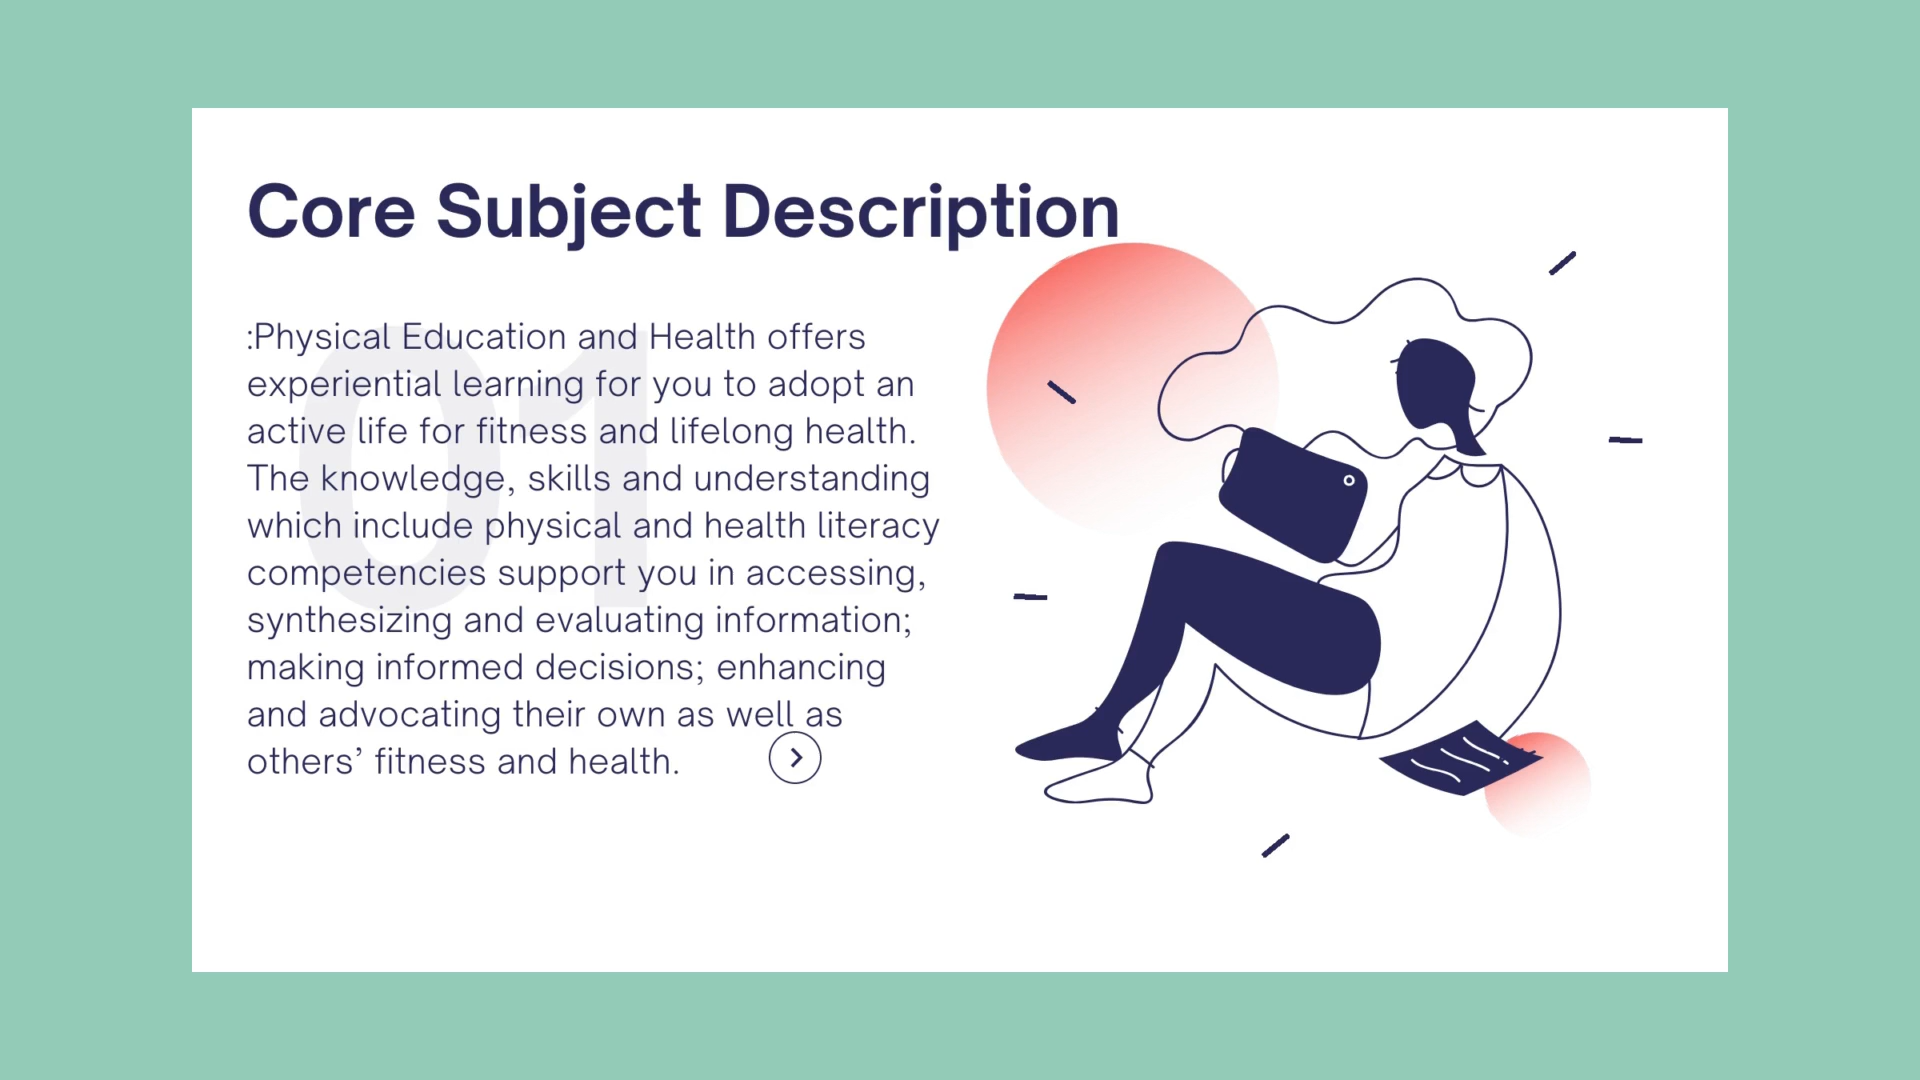 Core Subject Description
01
:Physical Education and Health offers
experiential learning for you to adopt an
active life for fitness and lifelong health.
The knowledge, skills and understanding
which include physical and health literacy
competencies support you in accessing,
synthesizing and evaluating information;
making informed decisions; enhancing
and advocating their own as well as
others’ fitness and health.